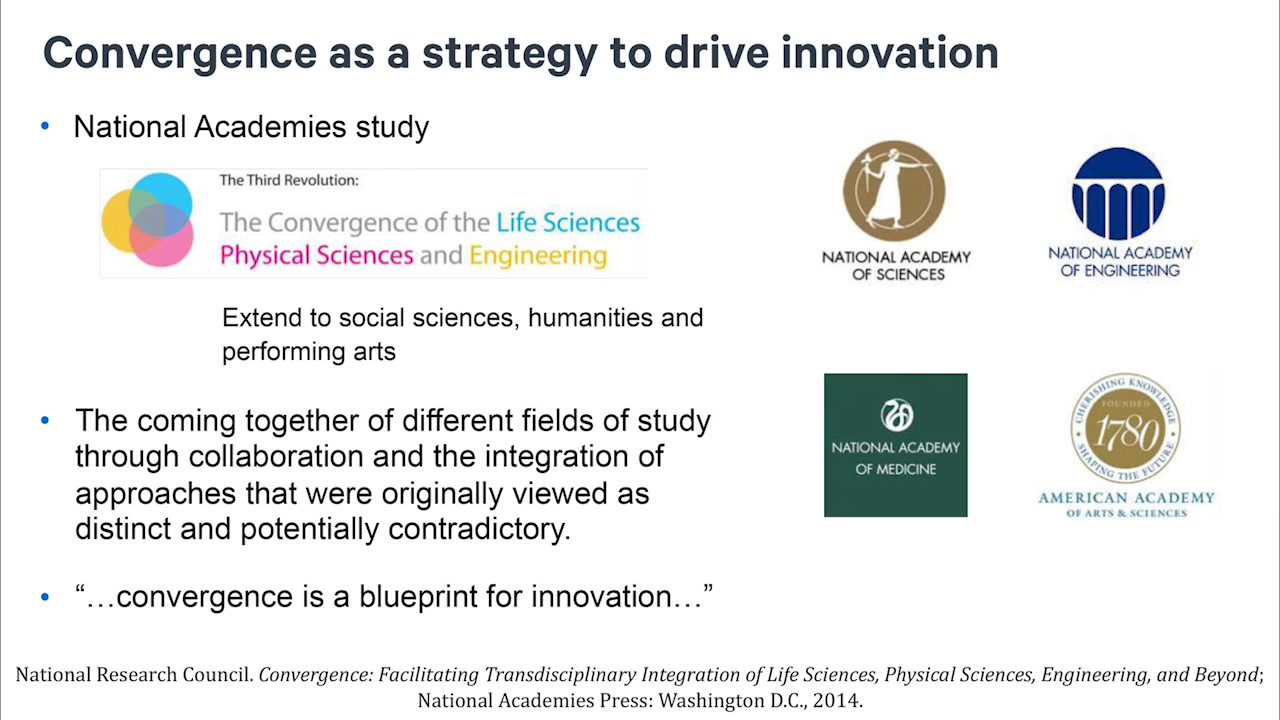 Convergence as a strategy to drive innovation
• National Academies study
The Third Revolution:
The Convergence of the Life Sciences
Physical Sciences and Engineering
Extend to social sciences, humanities and
performing arts
• The coming together of different fields of study
through collaboration and the integration of
approaches that were originally viewed as
distinct and potentially contradictory.
• “…convergence is a blueprint for innovation…”
NATIONAL ACADEMY
OF SCIENCES
NATIONAL ACADEMY
OF ENGINEERING
NATIONAL ACADEMY
OF MEDICINE
CHERISHING KNOWLEDGE
FOUNDED
1780
SHAPING THE FUTURE
AMERICAN ACADEMY
OF ARTS & SCIENCES
National Research Council. Convergence: Facilitating Transdisciplinary Integration of Life Sciences, Physical Sciences, Engineering, and Beyond;
National Academies Press: Washington D.C., 2014.